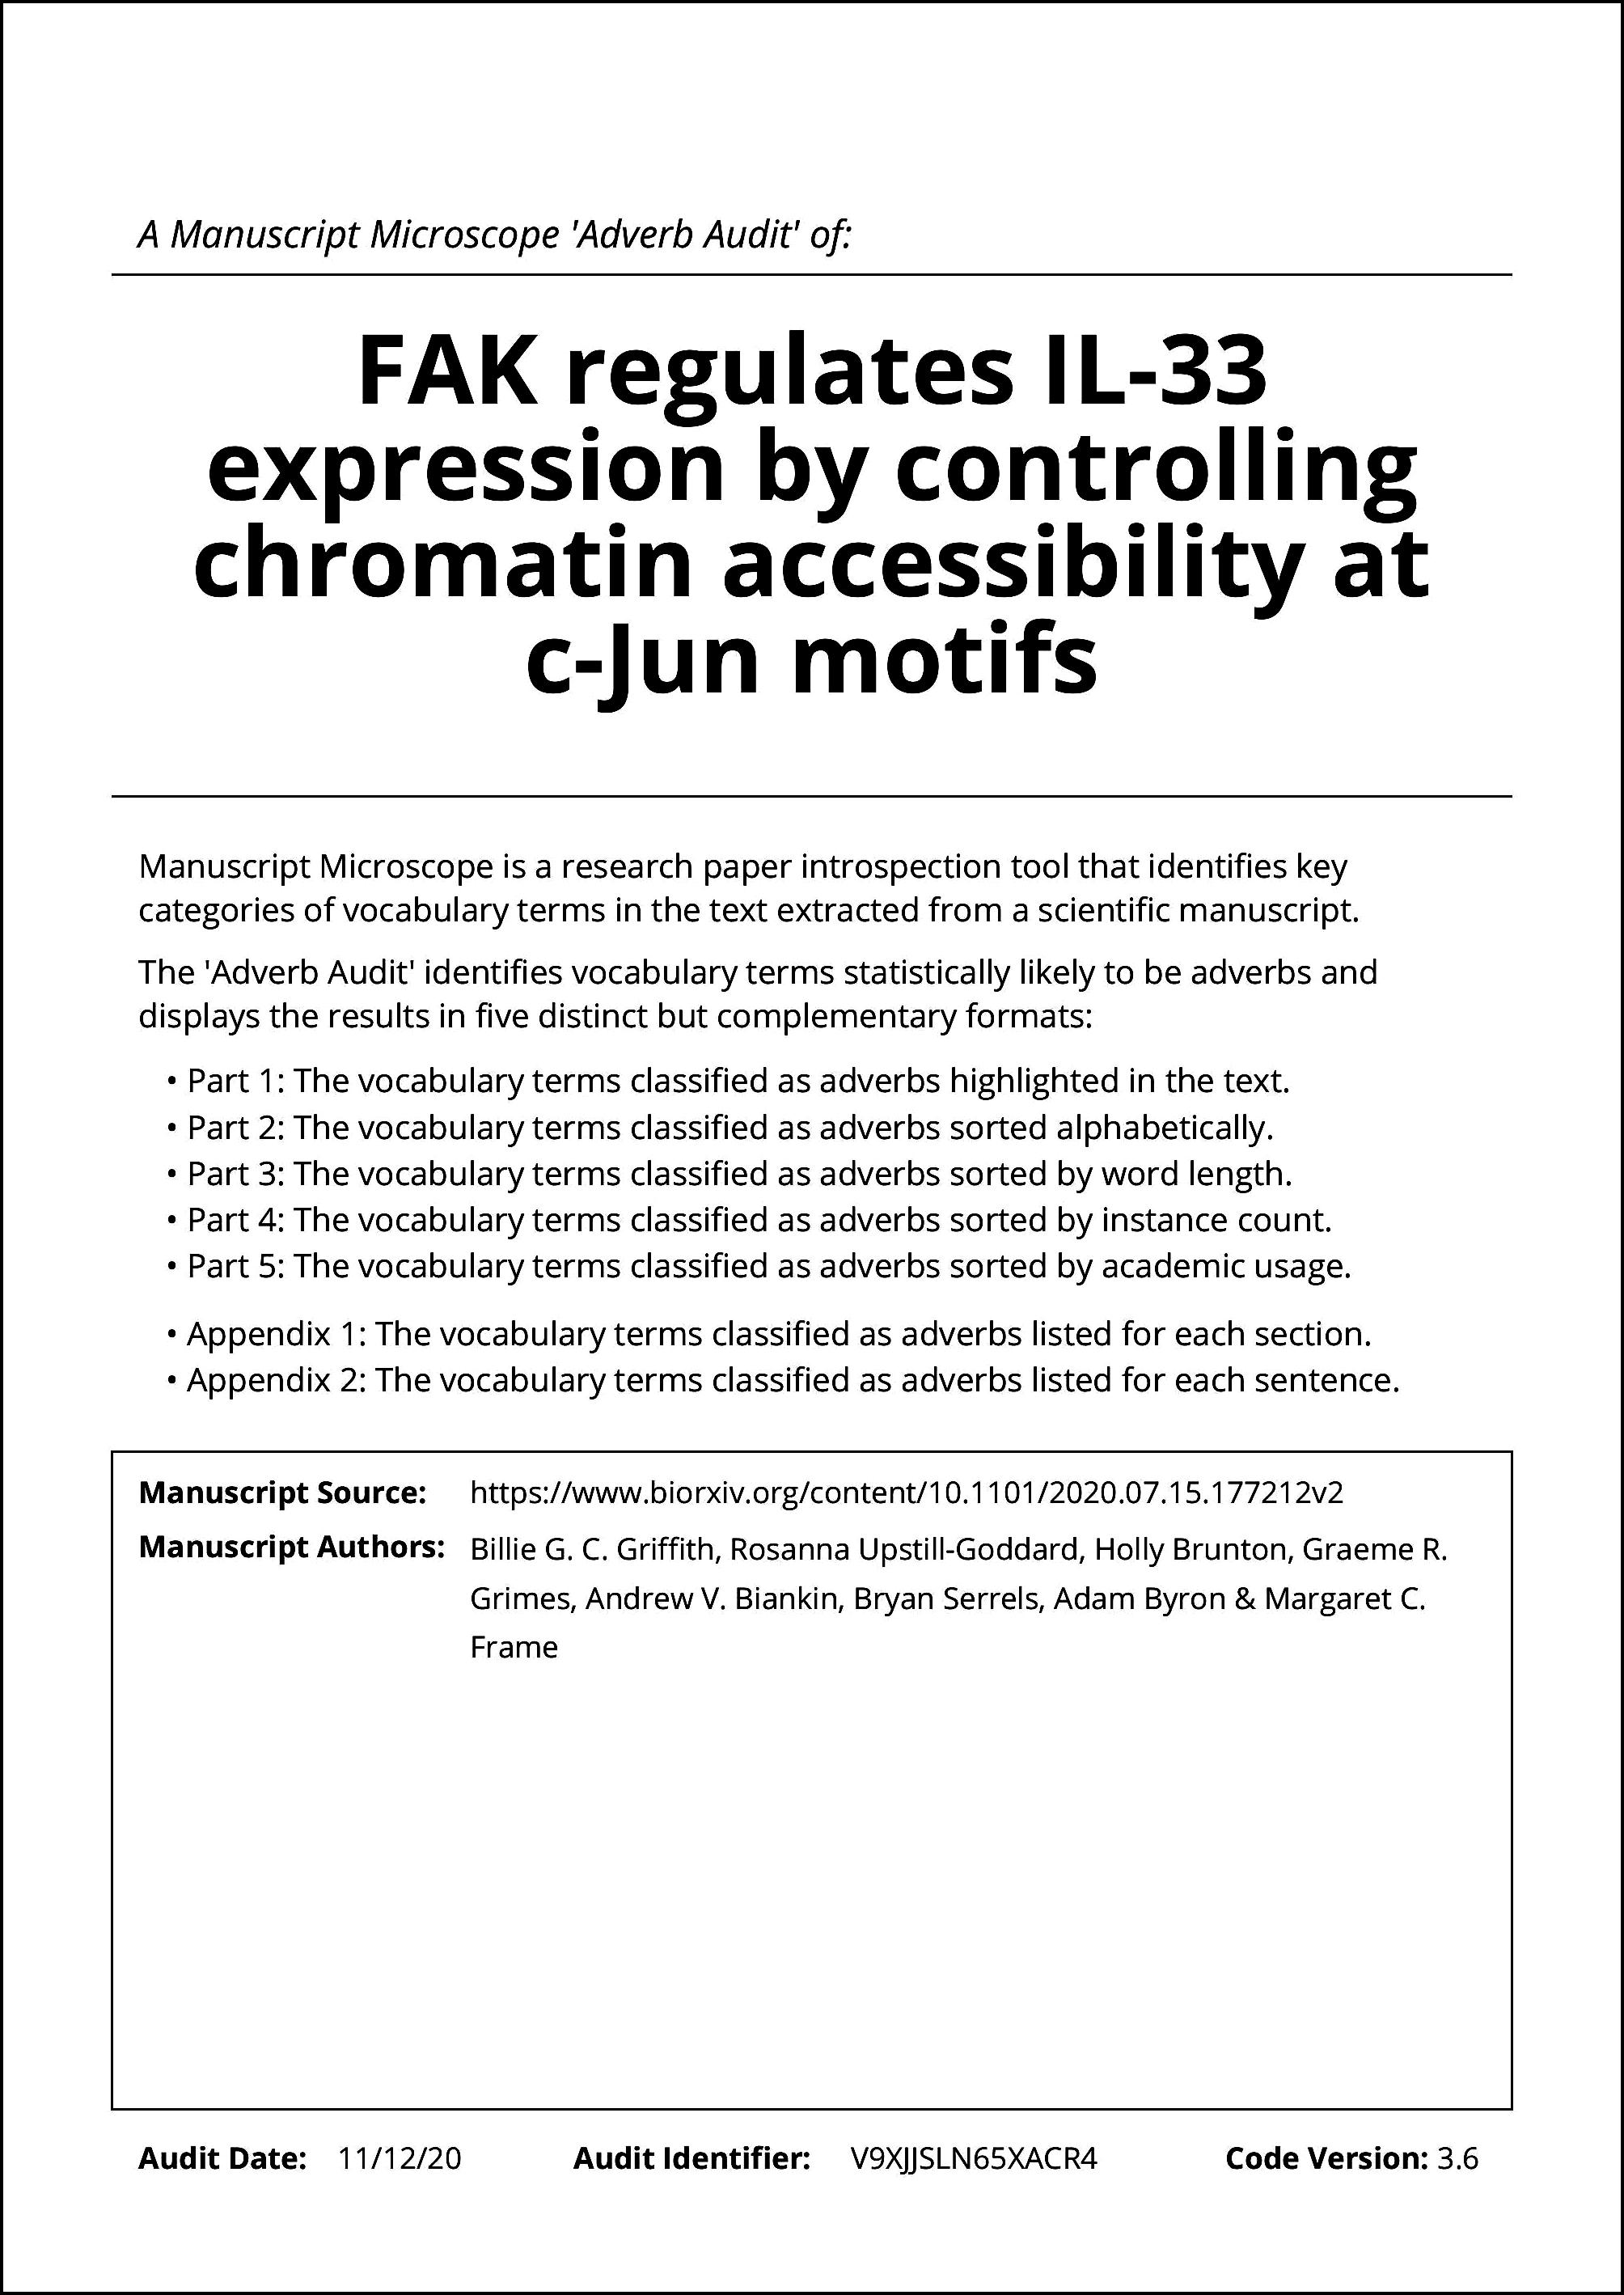 A Manuscript Microscope 'Adverb Audit' of:
FAK regulates IL-33
expression by controlling
chromatin accessibility at
c-Jun motifs
Manuscript Microscope is a research paper introspection tool that identifies key
categories of vocabulary terms in the text extracted from a scientific manuscript.
The 'Adverb Audit' identifies vocabulary terms statistically likely to be adverbs and
displays the results in five distinct but complementary formats:
• Part 1: The vocabulary terms classified as adverbs highlighted in the text.
• Part 2: The vocabulary terms classified as adverbs sorted alphabetically.
• Part 3: The vocabulary terms classified as adverbs sorted by word length.
• Part 4: The vocabulary terms classified as adverbs sorted by instance count.
• Part 5: The vocabulary terms classified as adverbs sorted by academic usage.
• Appendix 1: The vocabulary terms classified as adverbs listed for each section.
• Appendix 2: The vocabulary terms classified as adverbs listed for each sentence.
Manuscript Source: https://www.biorxiv.org/content/10.1101/2020.07.15.177212v2
Manuscript Authors: Billie G. C. Griffith, Rosanna Upstill-Goddard, Holly Brunton, Graeme R.
Grimes, Andrew V. Biankin, Bryan Serrels, Adam Byron & Margaret C.
Frame
Audit Date: 11/12/20 Audit Identifier: V9XJJSLN65XACR4 Code Version: 3.6